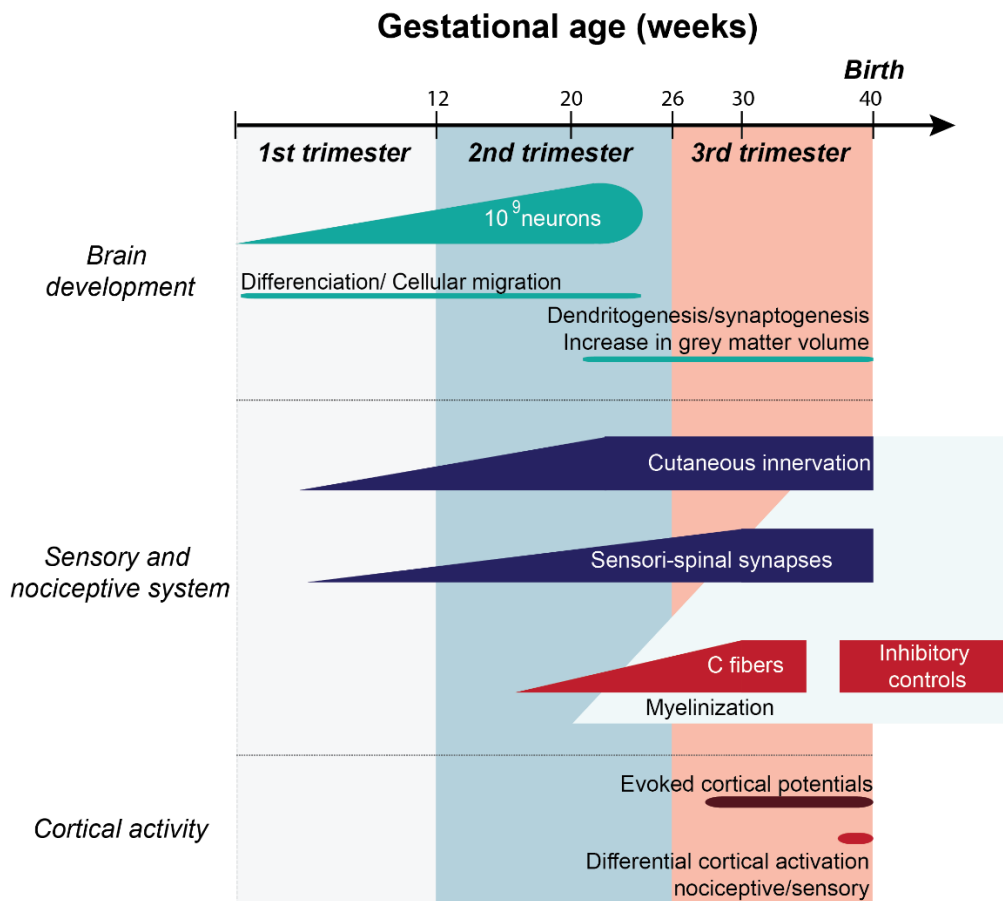 Gestational age (weeks)
Birth
12 20 26 30 40
1st trimester 2nd trimester 3rd trimester
10^9 neurons
Brain
development
Differenciation/ Cellular migration
Dendritogenesis/synaptogenesis
Increase in grey matter volume
Cutaneous innervation
Sensory and
nociceptive system
Sensori-spinal synapses
C fibers
Inhibitory
controls
Myelinization
Cortical activity
Evoked cortical potentials
Differential cortical activation
nociceptive/sensory